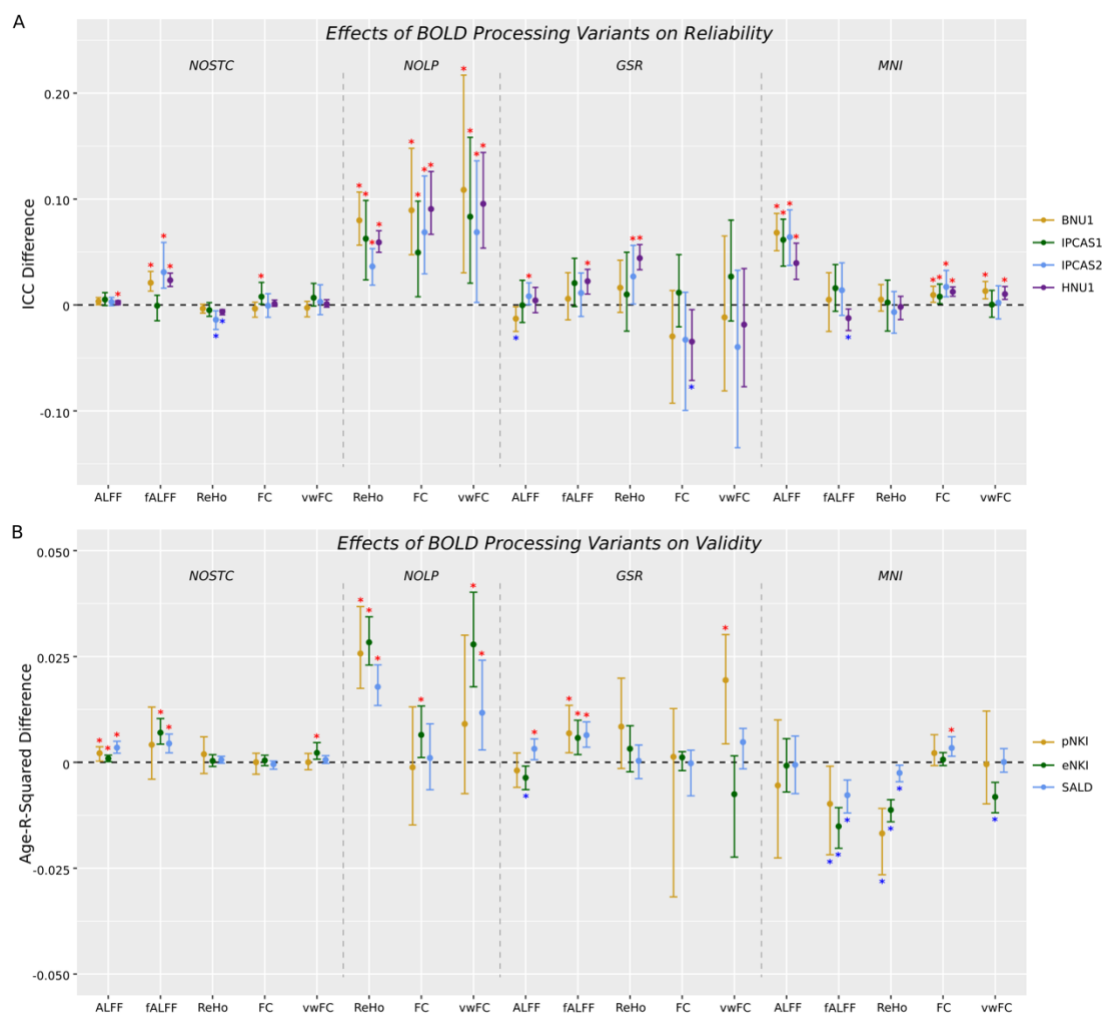 A
Effects of BOLD Processing Variants on Reliability
NOSTC NOLP GSR MNI
0.20
0.10
0
-0.10
ICC Difference
* * * * * * * * * * * * * * * * * * * * * * * * * * * * * * * * * * * * * * * *
ALFF fALFF ReHo FC vwFC ReHo FC vwFC ALFF fALFF ReHo FC vwFC ALFF fALFF ReHo FC vwFC
BNU1
IPCAS1
IPCAS2
HNU1
B
Effects of BOLD Processing Variants on Validity
NOSTC NOLP GSR MNI
0.050
0.025
0
-0.025
-0.050
Age-R-Squared Difference
ALFF fALFF ReHo FC vwFC ReHo FC vwFC ALFF fALFF ReHo FC vwFC ALFF fALFF ReHo FC vwFC
pNKI
eNKI
SALD